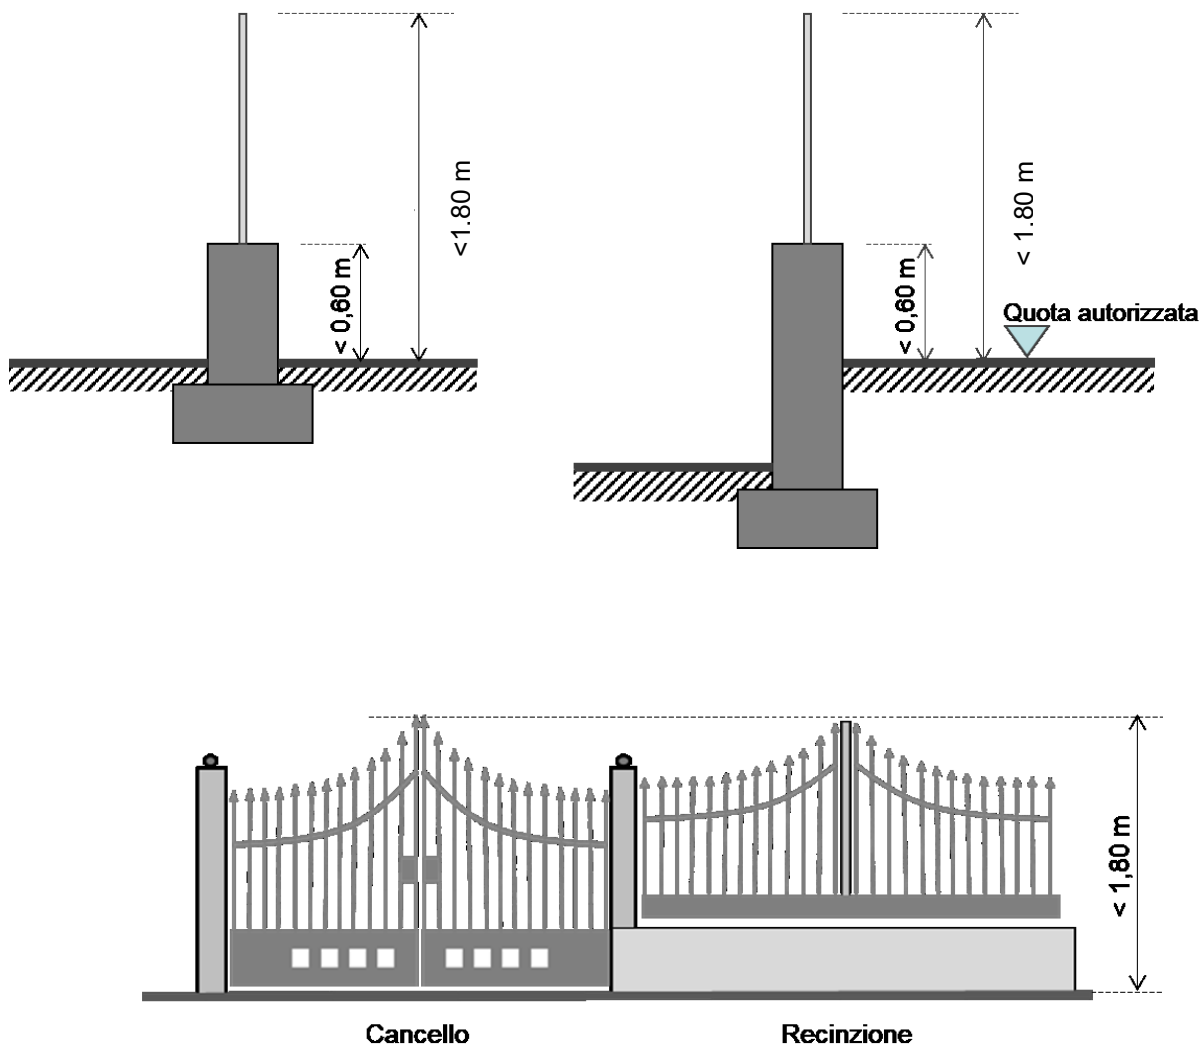 <1.80 m
< 0,60 m
< 1.80 m
< 0,60 m
Quota autorizzata
< 1,80 m
Cancello
Recinzione